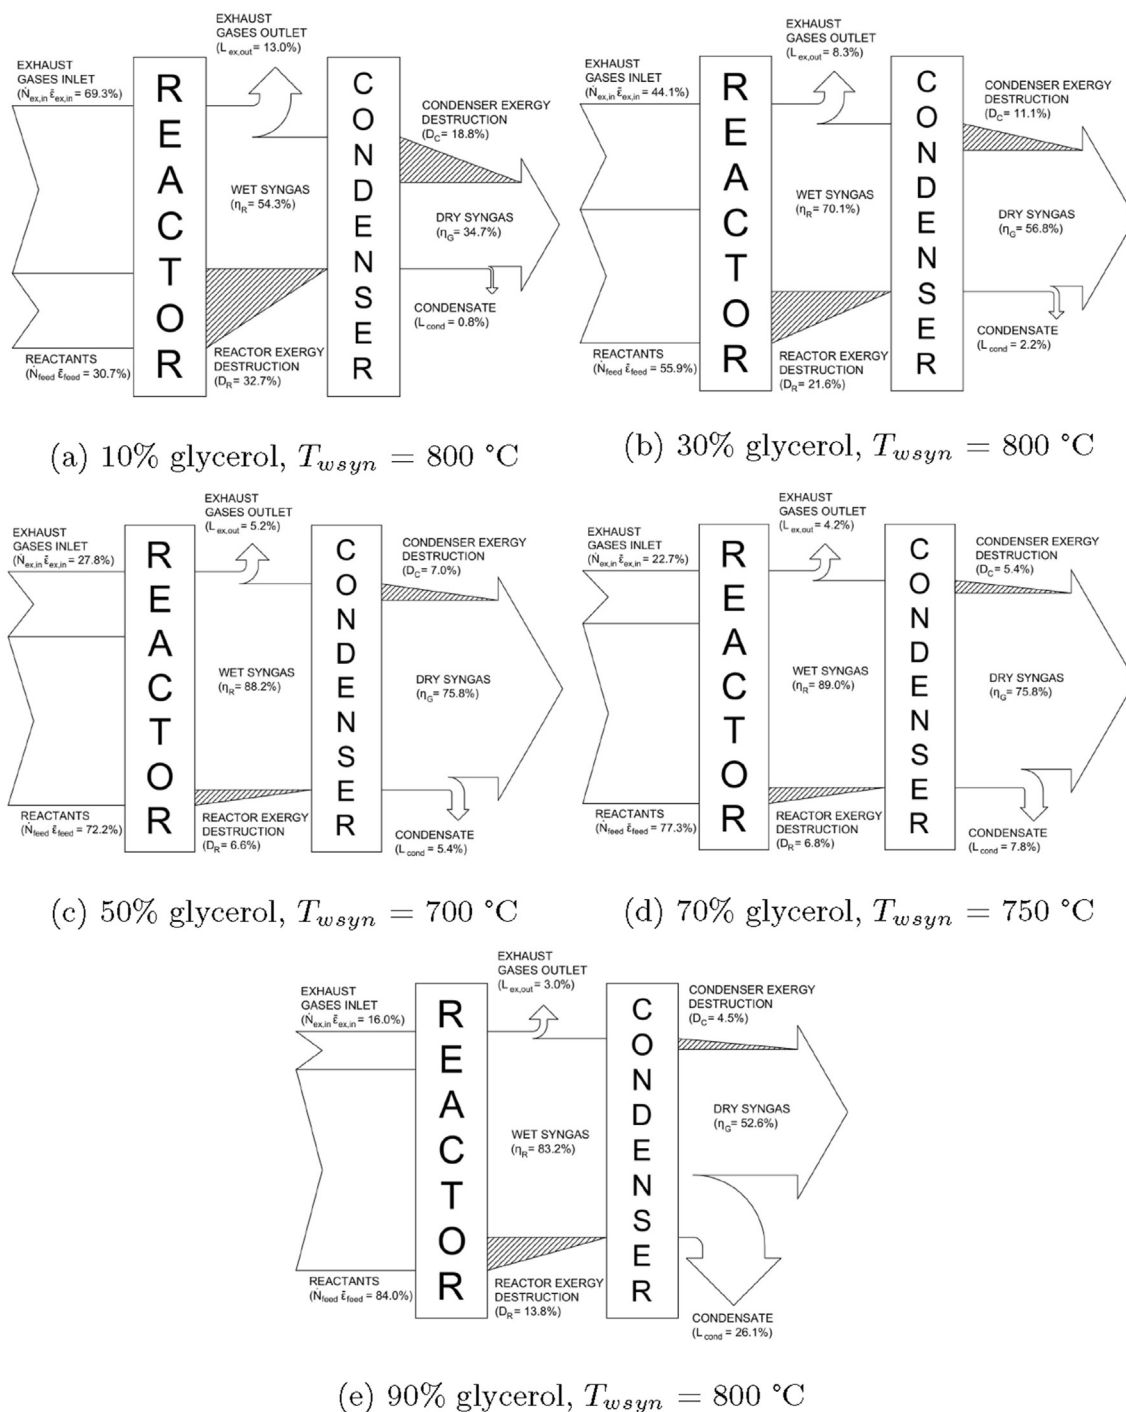 EXHAUST
GASES OUTLET
(L ex,out = 13.0%)
EXHAUST
GASES INLET
(Ṅex,in ε̄ex,in = 69.3%)
REACTOR
CONDENSER
CONDENSER EXERGY
DESTRUCTION
(DC = 18.8%)
WET SYNGAS
(ηR = 54.3%)
DRY SYNGAS
(ηG = 34.7%)
CONDENSATE
(L cond = 0.8%)
REACTANTS
(Ṅfeed ε̄feed = 30.7%)
REACTOR EXERGY
DESTRUCTION
(DR = 32.7%)
(a) 10% glycerol, Twsyn = 800 °C
EXHAUST
GASES OUTLET
(Lex,out = 8.3%)
EXHAUST
GASES INLET
(Ṅex,in ε̄ex,in = 44.1%)
REACTOR
CONDENSER
CONDENSER EXERGY
DESTRUCTION
(DC = 11.1%)
WET SYNGAS
(ηR = 70.1%)
DRY SYNGAS
(ηG = 56.8%)
CONDENSATE
(L cond = 2.2%)
REACTANTS
(Ṅfeed ε̄feed = 55.9%)
REACTOR EXERGY
DESTRUCTION
(DR = 21.6%)
(b) 30% glycerol, Twsyn = 800 °C
EXHAUST
GASES OUTLET
(L ex,out = 5.2%)
EXHAUST
GASES INLET
(Ṅex,in ε̄ex,in = 27.8%)
REACTOR
CONDENSER
CONDENSER EXERGY
DESTRUCTION
(DC = 7.0%)
WET SYNGAS
(ηR = 88.2%)
DRY SYNGAS
(ηG = 75.8%)
REACTANTS
(Ṅfeed ε̄feed = 72.2%)
REACTOR EXERGY
DESTRUCTION
(DR = 6.6%)
CONDENSATE
(L cond = 5.4%)
(c) 50% glycerol, Twsyn = 700 °C
EXHAUST
GASES OUTLET
(L ex,out = 4.2%)
EXHAUST
GASES INLET
(Ṅex,in ε̄ex,in = 22.7%)
REACTOR
CONDENSER
CONDENSER EXERGY
DESTRUCTION
(DC = 5.4%)
WET SYNGAS
(ηR = 89.0%)
DRY SYNGAS
(ηG = 75.8%)
REACTANTS
(Ṅfeed ε̄feed = 77.3%)
REACTOR EXERGY
DESTRUCTION
(DR = 6.8%)
CONDENSATE
(L cond = 7.8%)
(d) 70% glycerol, Twsyn = 750 °C
EXHAUST
GASES OUTLET
(L ex,out = 3.0%)
EXHAUST
GASES INLET
(Ṅex,in ε̄ex,in = 16.0%)
REACTOR
CONDENSER
CONDENSER EXERGY
DESTRUCTION
(DC = 4.5%)
WET SYNGAS
(ηR = 83.2%)
DRY SYNGAS
(ηG = 52.6%)
REACTANTS
(Ṅfeed ε̄feed = 84.0%)
REACTOR EXERGY
DESTRUCTION
(DR = 13.8%)
CONDENSATE
(L cond = 26.1%)
(e) 90% glycerol, Twsyn = 800 °C